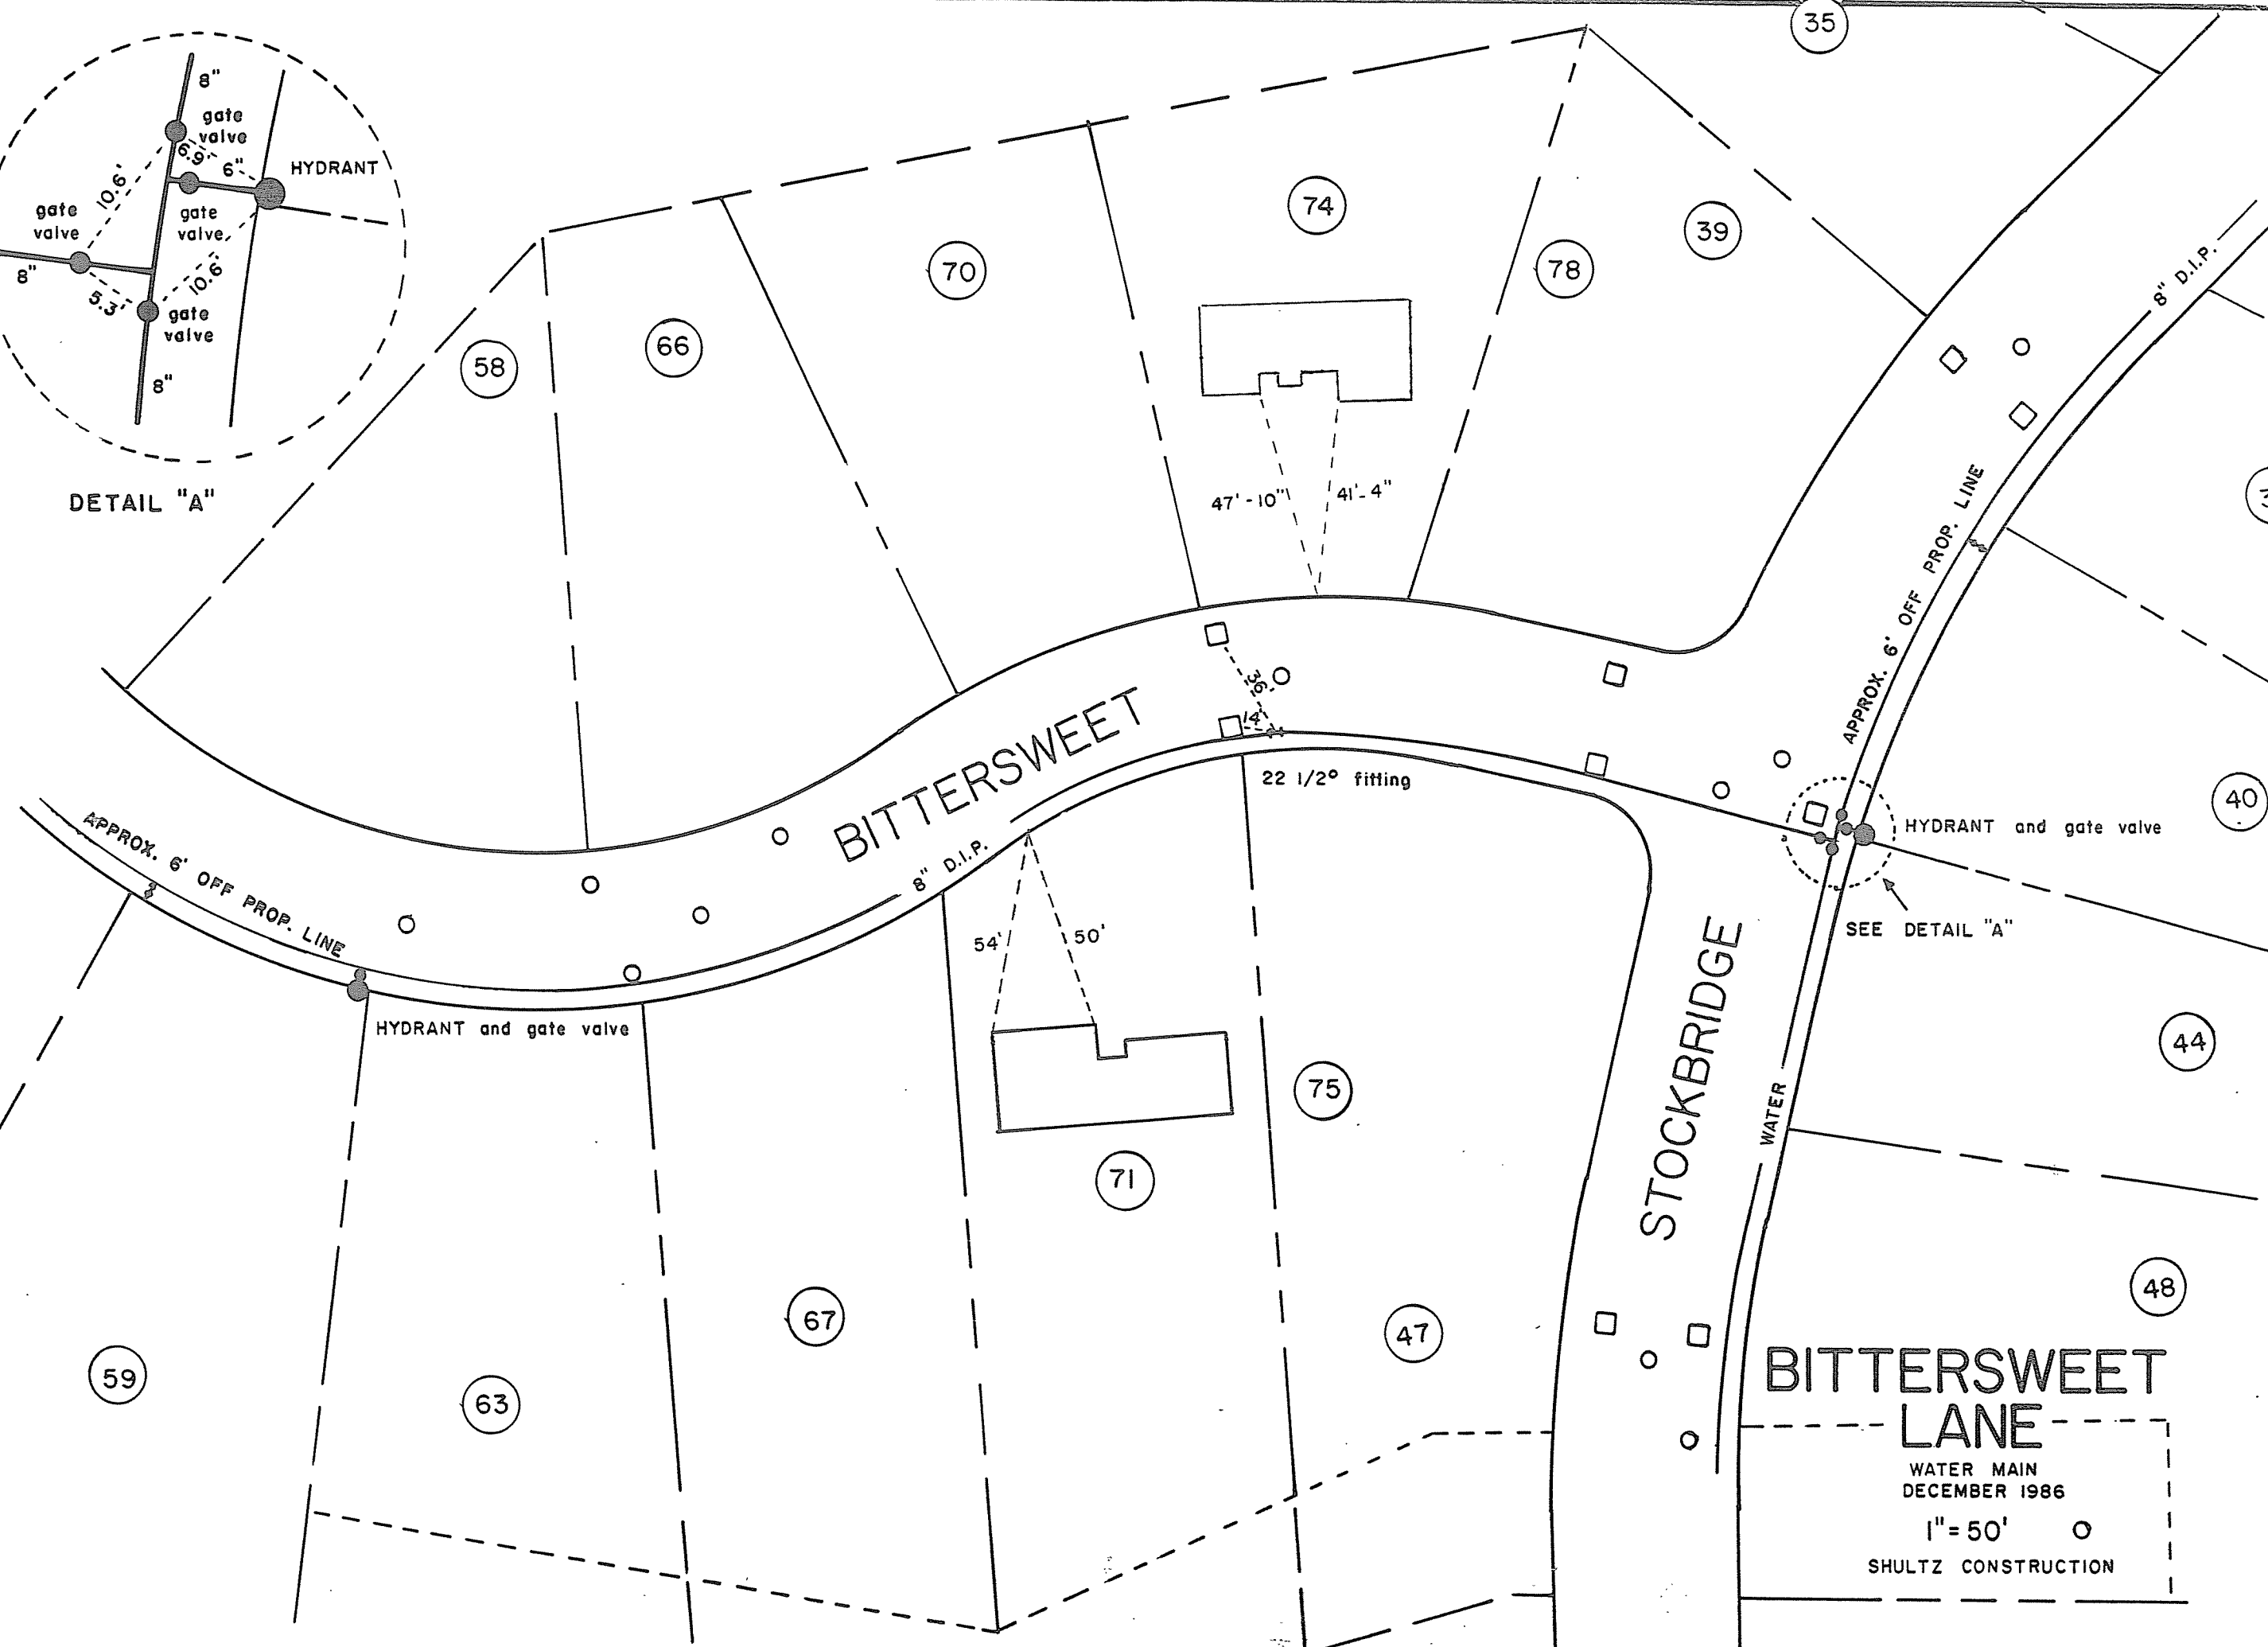 35
8"
gate
valve
6.9'
6"
HYDRANT
10.6'
gate
valve
gate
valve
8"
5.3'
10.6'
gate
valve
8"
DETAIL "A"
58
66
70
74
78
39
47'-10"
41'-4"
8" D.I.P.
APPROX. 6' OFF PROP. LINE
36'
14'
BITTERSWEET
22 1/2° fitting
8" D.I.P.
APPROX. 6' OFF PROP. LINE
HYDRANT and gate valve
40
HYDRANT and gate valve
SEE DETAIL "A"
54'
50'
STOCKBRIDGE
WATER
44
75
71
67
47
48
59
63
BITTERSWEET
LANE
WATER MAIN
DECEMBER 1986
1"=50'
SHULTZ CONSTRUCTION